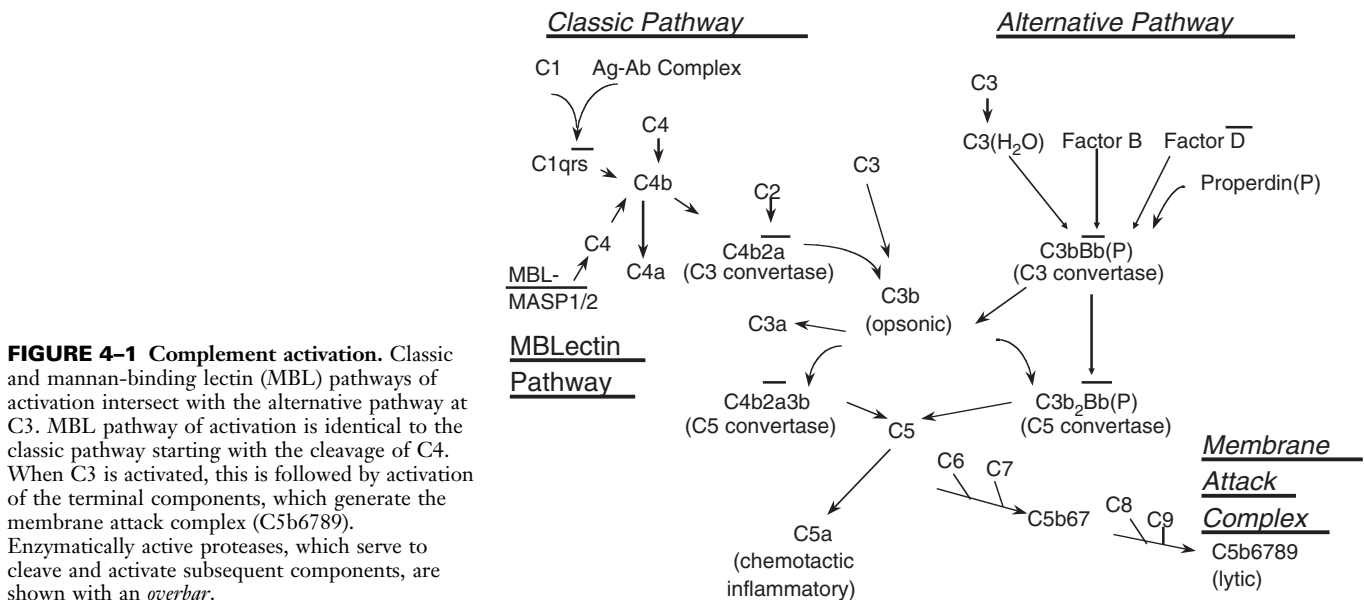 Classic Pathway
Alternative Pathway
C1
Ag-Ab Complex
C3
C4
C3(H₂O)
Factor B
Factor D̅
C1qr̅s̅
C4b
C3
Properdin(P)
C2
C4
C4a
C4b2̅a̅
(C3 convertase)
C3bB̅b̅(P)
(C3 convertase)
MBL-
MASP1/2
C3b
(opsonic)
C3a
MBLectin
Pathway
C4b2̅a̅3b
(C5 convertase)
C3b₂B̅b̅(P)
(C5 convertase)
C5
C6
C7
C5b67
C8
C9
Membrane
Attack
Complex
C5b6789
(lytic)
C5a
(chemotactic
inflammatory)
FIGURE 4–1 Complement activation. Classic
and mannan-binding lectin (MBL) pathways of
activation intersect with the alternative pathway at
C3. MBL pathway of activation is identical to the
classic pathway starting with the cleavage of C4.
When C3 is activated, this is followed by activation
of the terminal components, which generate the
membrane attack complex (C5b6789).
Enzymatically active proteases, which serve to
cleave and activate subsequent components, are
shown with an overbar.